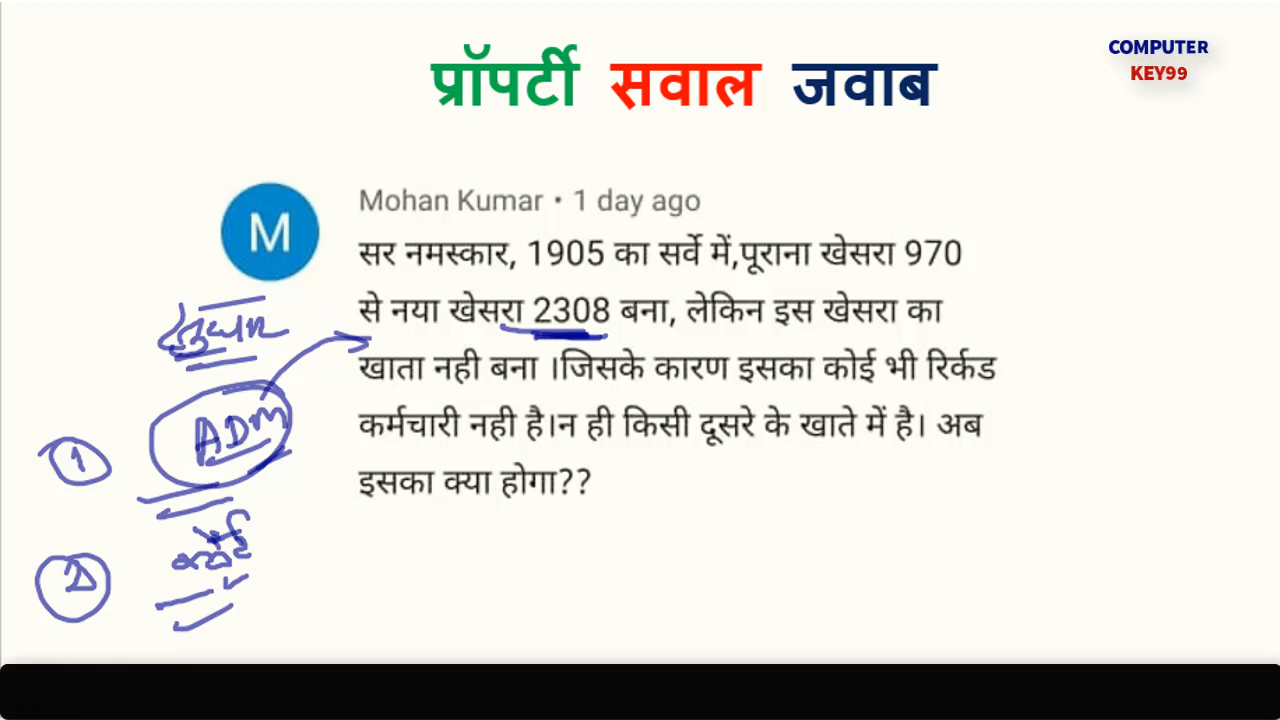 प्रॉपर्टी सवाल जवाब
COMPUTER
KEY99
M
Mohan Kumar • 1 day ago
सर नमस्कार, 1905 का सर्वे में,पूराना खेसरा 970
से नया खेसरा 2308 बना, लेकिन इस खेसरा का
खाता नही बना ।जिसके कारण इसका कोई भी रिर्कड
कर्मचारी नही है।न ही किसी दूसरे के खाते में है। अब
इसका क्या होगा??
1
ADM
2